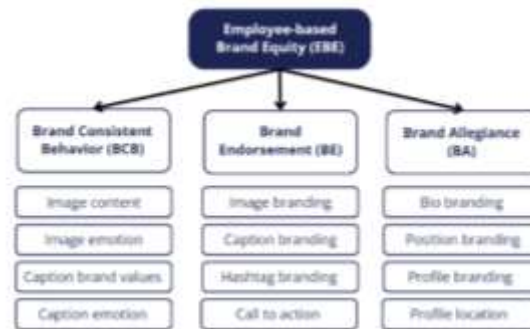 Employee-based
Brand Equity (EBE)
Brand Consistent
Behavior (BCB)
Brand
Endorsement (BE)
Brand Allegiance
(BA)
Image content
Image branding
Bio branding
Image emotion
Caption branding
Position branding
Caption brand values
Hashtag branding
Profile branding
Caption emotion
Call to action
Profile location